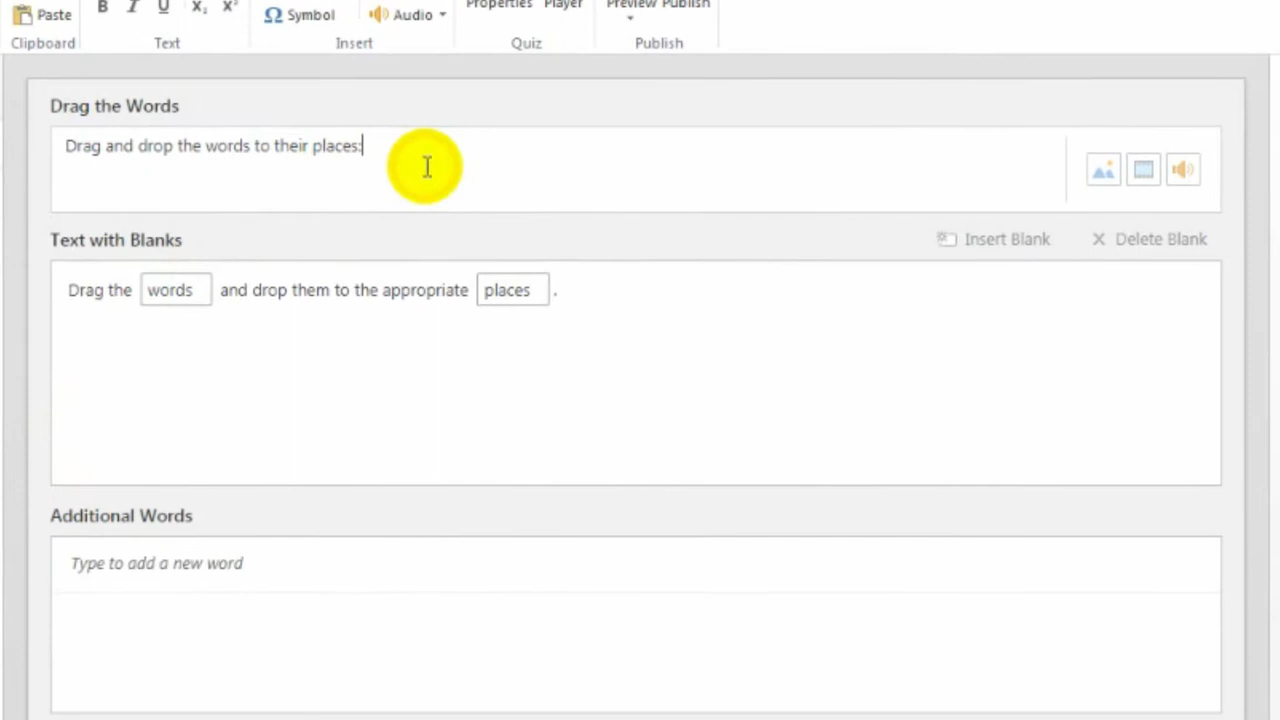 Properties Player Preview Publish
Paste B I U X₂ X² Symbol Audio
Clipboard Text Insert Quiz Publish
Drag the Words
Drag and drop the words to their places:
Text with Blanks Insert Blank Delete Blank
Drag the words and drop them to the appropriate places .
Additional Words
Type to add a new word